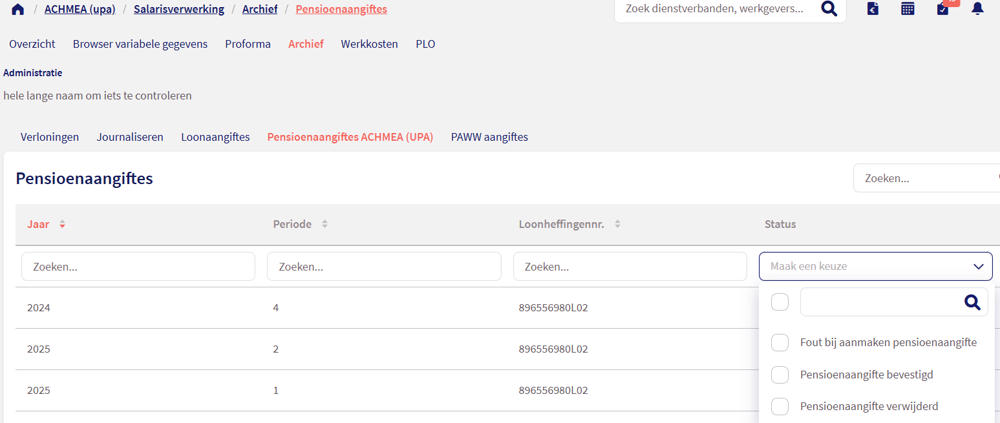 / ACHMEA (upa) / Salarisverwerking / Archief / Pensioenaangiftes
Zoek dienstverbanden, werkgevers...
Overzicht Browser variabele gegevens Proforma Archief Werkkosten PLO
Administratie
hele lange naam om iets te controleren
Verloningen Journaliseren Loonaangiftes Pensioenaangiftes ACHMEA (UPA) PAWW aangiftes
Pensioenaangiftes
Zoeken...
Jaar Periode Loonheffingennr. Status
Zoeken... Zoeken... Zoeken... Maak een keuze
2024 4 896556980L02
Fout bij aanmaken pensioenaangifte
2025 2 896556980L02
Pensioenaangifte bevestigd
2025 1 896556980L02
Pensioenaangifte verwijderd